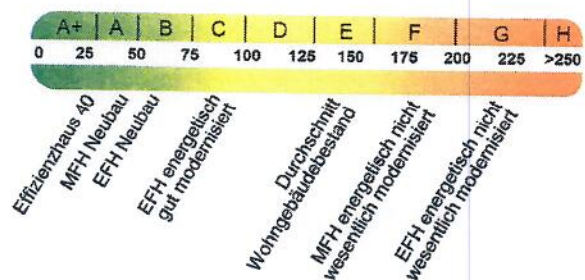 A+ A B C D E F G H
0 25 50 75 100 125 150 175 200 225 >250
Effizienzhaus 40
MFH Neubau
EFH Neubau
EFH energetisch
gut modernisiert
Durchschnitt
Wohngebäudebestand
MFH energetisch nicht
wesentlich modernisiert
EFH energetisch nicht
wesentlich modernisiert